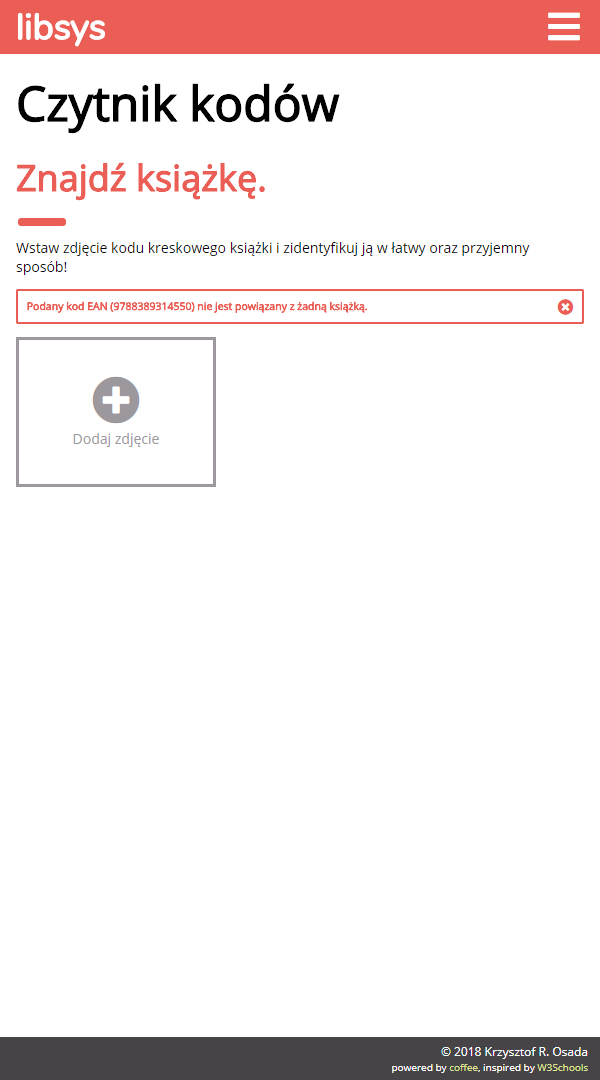 libsys
Czytnik kodów
Znajdź książkę.
Wstaw zdjęcie kodu kreskowego książki i zidentyfikuj ją w łatwy oraz przyjemny
sposób!
Podany kod EAN (9788389314550) nie jest powiązany z żadną książką.
Dodaj zdjęcie
© 2018 Krzysztof R. Osada
powered by coffee, inspired by W3Schools